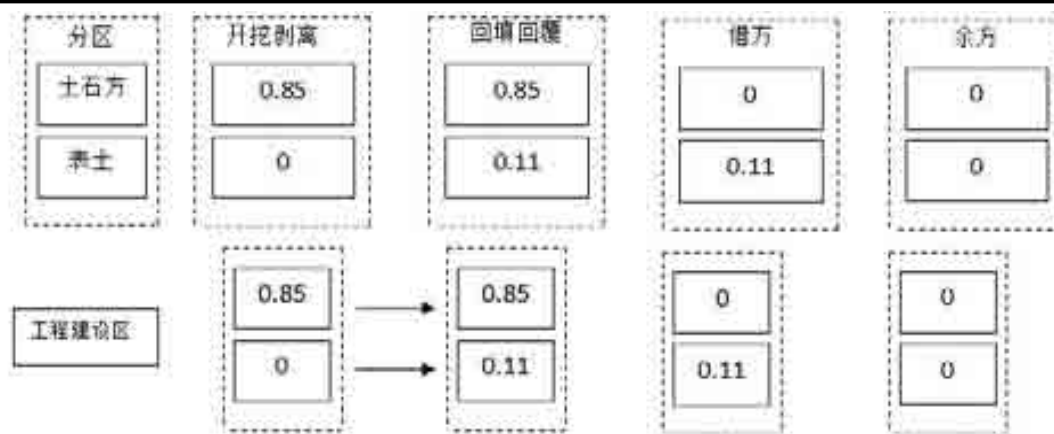 分区 开挖剥离 回填回覆 借方 余方
土石方 0.85 0.85 0 0
表土 0 0.11 0.11 0
工程建设区 0.85 0.85 0 0
0 0.11 0.11 0